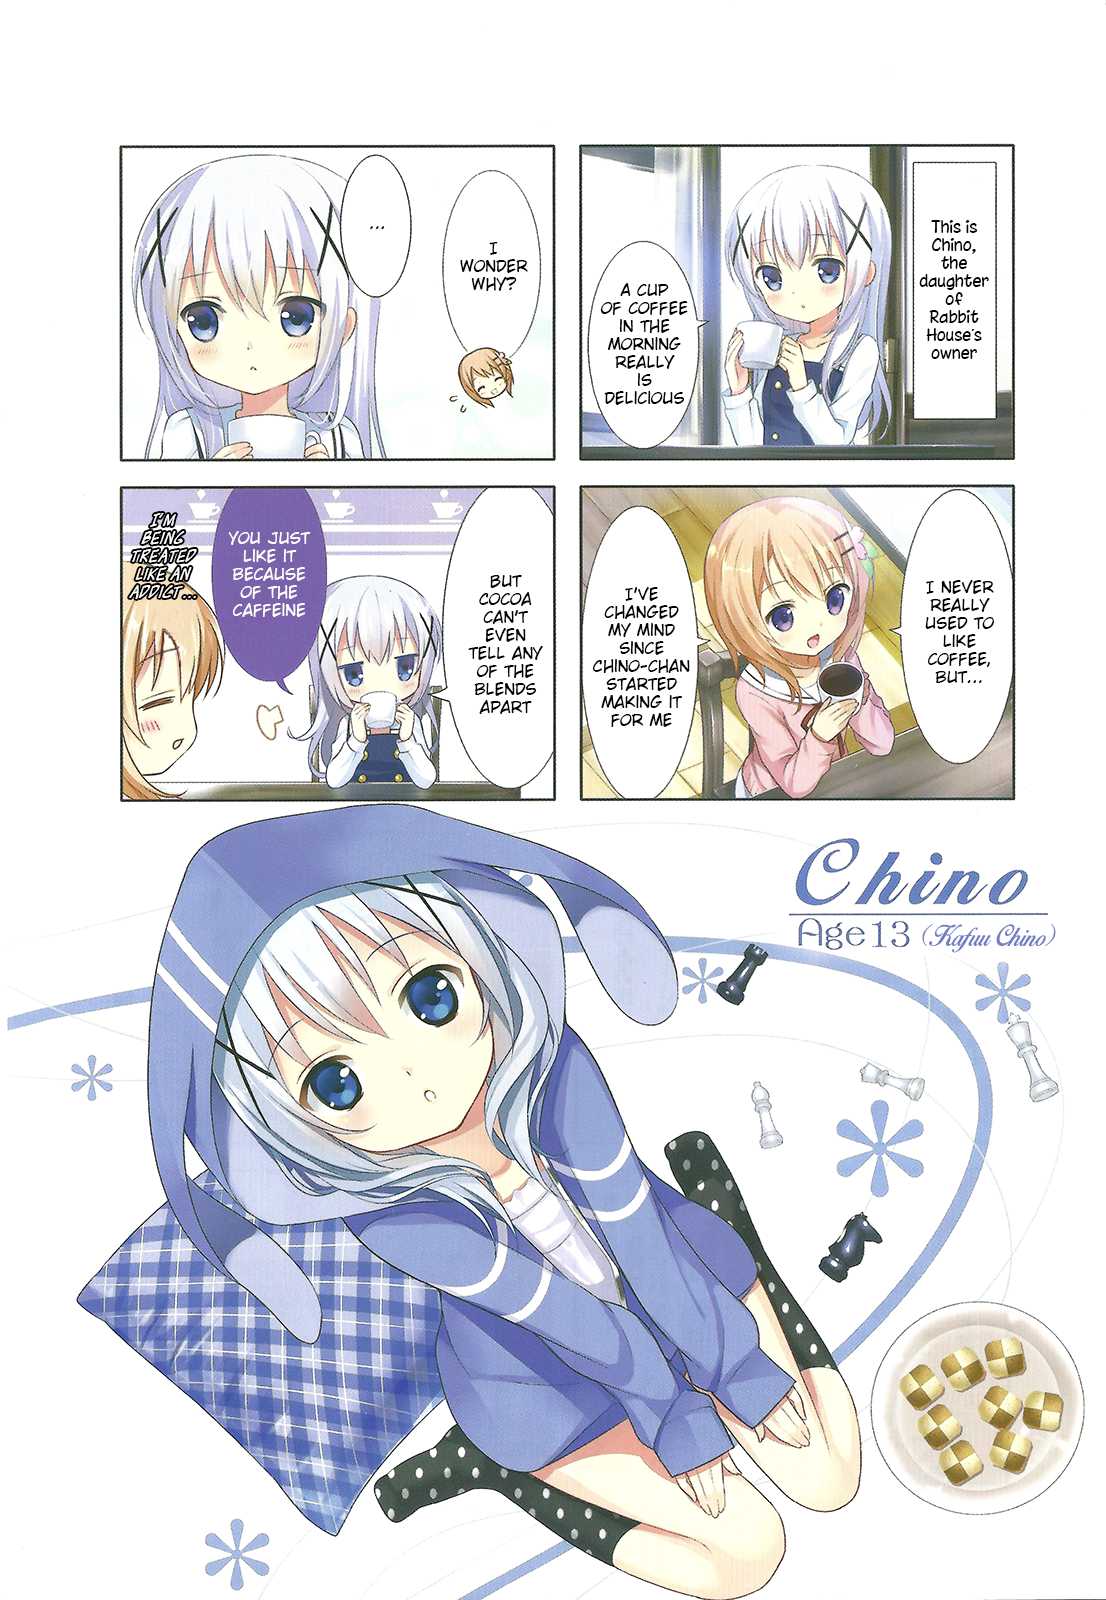 This is
Chino,
the
daughter
of
Rabbit
House's
owner
A CUP
OF COFFEE
IN THE
MORNING
REALLY
IS
DELICIOUS
I NEVER
REALLY
USED TO
LIKE
COFFEE,
BUT...
I'VE
CHANGED
MY MIND
SINCE
CHINO-CHAN
STARTED
MAKING IT
FOR ME
I
WONDER
WHY?
...
BUT
COCOA
CAN'T
EVEN
TELL ANY
OF THE
BLENDS
APART
YOU JUST
LIKE IT
BECAUSE
OF THE
CAFFEINE
I'M
BEING
TREATED
LIKE AN
ADDICT...
Chino
Age 13 (Kafuu Chino)